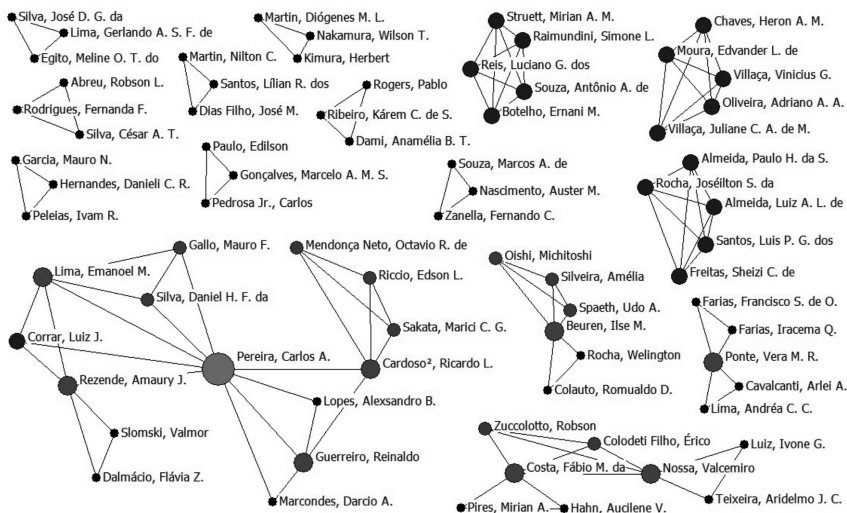 Silva, José D. G. da
Lima, Gerlando A. S. F. de
Egito, Meline O. T. do
Martin, Diógenes M. L.
Nakamura, Wilson T.
Kimura, Herbert
Struett, Mirian A. M.
Raimundini, Simone L.
Reis, Luciano G. dos
Souza, Antônio A. de
Botelho, Ernani M.
Chaves, Heron A. M.
Moura, Edvander L. de
Villaça, Vinicius G.
Oliveira, Adriano A. A.
Villaça, Juliane C. A. de M.
Abreu, Robson L.
Rodrigues, Fernanda F.
Silva, César A. T.
Martin, Nilton C.
Santos, Lílian R. dos
Dias Filho, José M.
Rogers, Pablo
Ribeiro, Kárem C. de S.
Dami, Anamélia B. T.
Garcia, Mauro N.
Hernandes, Danieli C. R.
Peleias, Ivam R.
Paulo, Edilson
Gonçalves, Marcelo A. M. S.
Pedrosa Jr., Carlos
Souza, Marcos A. de
Nascimento, Auster M.
Zanella, Fernando C.
Almeida, Paulo H. da S.
Rocha, Joséilton S. da
Almeida, Luiz A. L. de
Santos, Luis P. G. dos
Freitas, Sheizi C. de
Gallo, Mauro F.
Lima, Emanoel M.
Silva, Daniel H. F. da
Corrar, Luiz J.
Pereira, Carlos A.
Rezende, Amaury J.
Slomski, Valmor
Dalmácio, Flávia Z.
Mendonça Neto, Octavio R. de
Riccio, Edson L.
Sakata, Marici C. G.
Cardoso², Ricardo L.
Lopes, Alexsandro B.
Guerreiro, Reinaldo
Marcondes, Darcio A.
Oishi, Michitoshi
Silveira, Amélia
Spaeth, Udo A.
Beuren, Ilse M.
Rocha, Welington
Colauto, Romualdo D.
Farias, Francisco S. de O.
Farias, Iracema Q.
Ponte, Vera M. R.
Cavalcanti, Arlei A.
Lima, Andréa C. C.
Zuccolotto, Robson
Colodeti Filho, Érico
Luiz, Ivone G.
Costa, Fábio M. da
Nossa, Valcemiro
Teixeira, Aridelmo J. C.
Pires, Mirian A.
Hahn, Aucilene V.